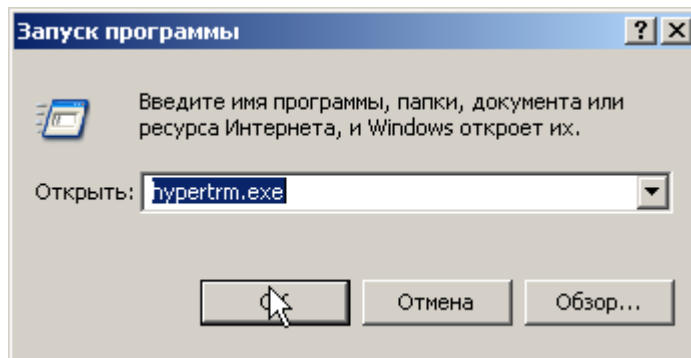 Запуск программы
Введите имя программы, папки, документа или
ресурса Интернета, и Windows откроет их.
Открыть: hypertrm.exe
Отмена Обзор...